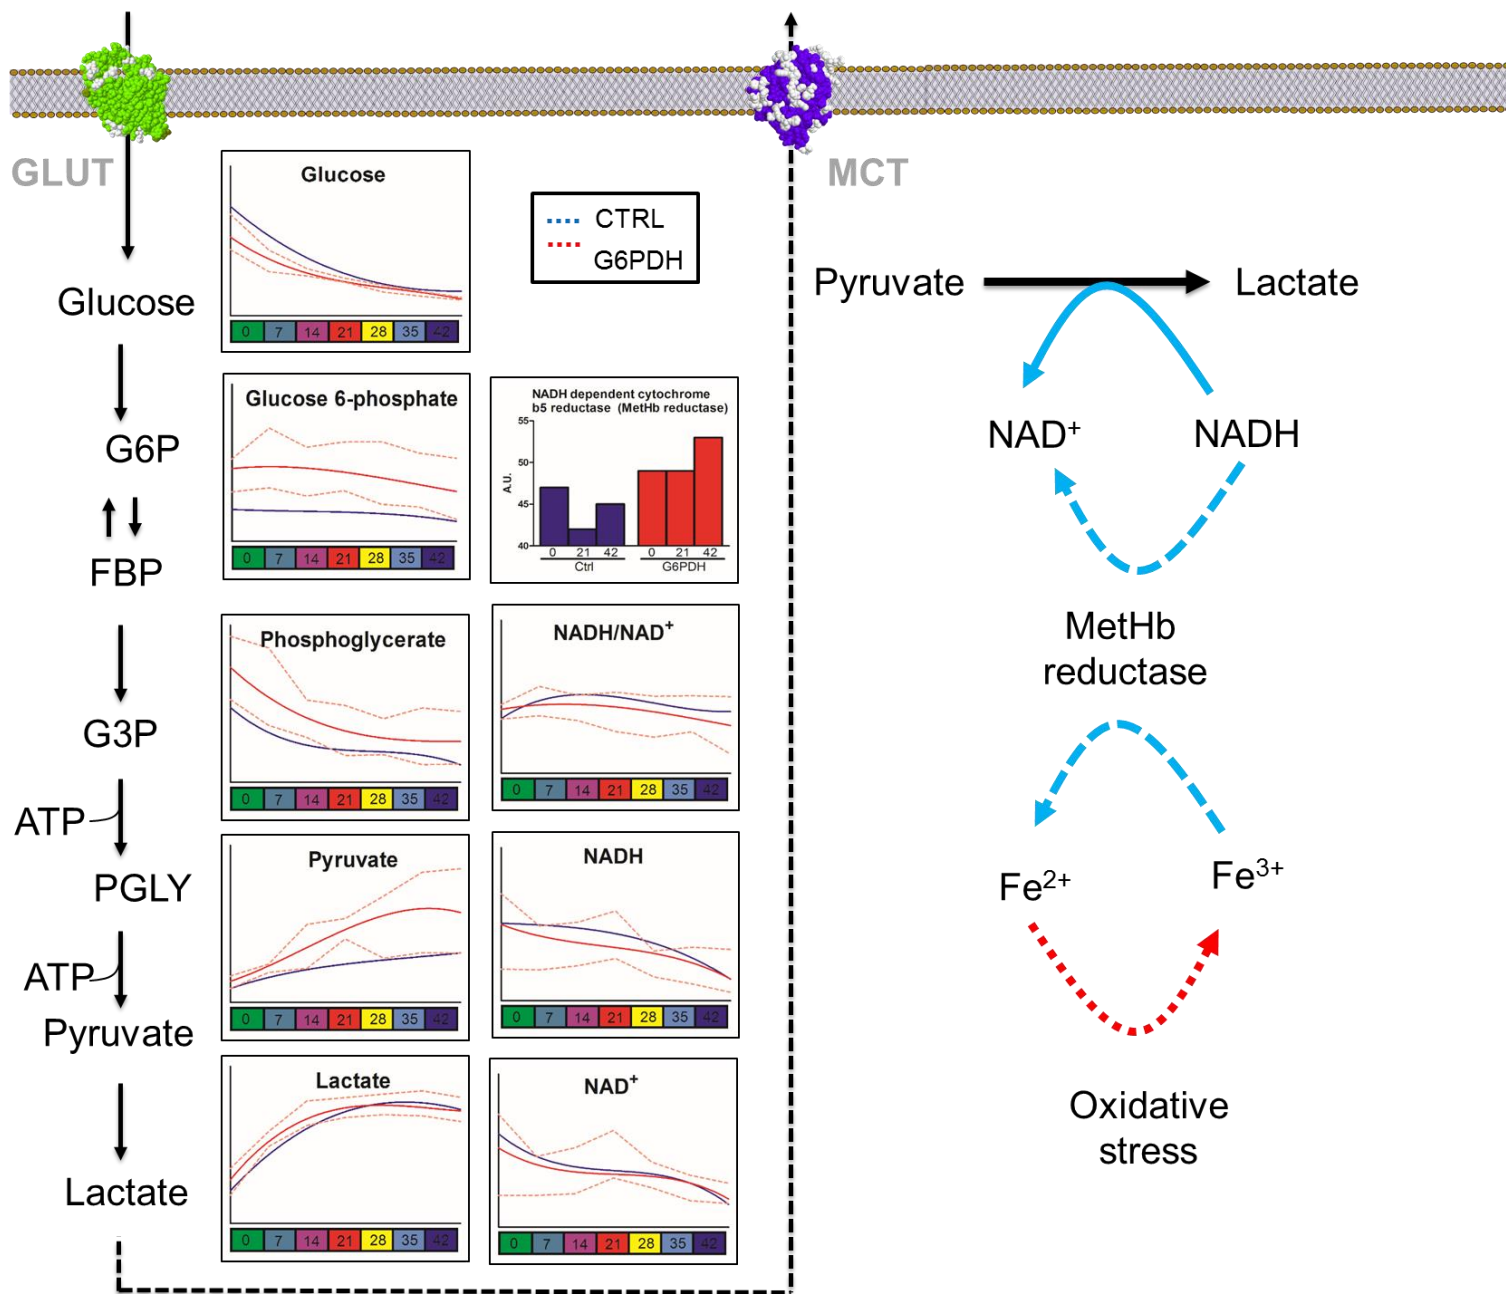 GLUT
MCT
Glucose
G6P
FBP
G3P
ATP
PGLY
ATP
Pyruvate
Lactate
Glucose
0 7 14 21 28 35 42
CTRL
G6PDH
Glucose 6-phosphate
0 7 14 21 28 35 42
NADH dependent cytochrome
b5 reductase (MetHb reductase)
55
50
45
40
A.U.
0 21 42 0 21 42
Ctrl G6PDH
Phosphoglycerate
0 7 14 21 28 35 42
NADH/NAD⁺
0 7 14 21 28 35 42
Pyruvate
0 7 14 21 28 35 42
NADH
0 7 14 21 28 35 42
Lactate
0 7 14 21 28 35 42
NAD⁺
0 7 14 21 28 35 42
Pyruvate Lactate
NAD⁺ NADH
MetHb
reductase
Fe²⁺ Fe³⁺
Oxidative
stress